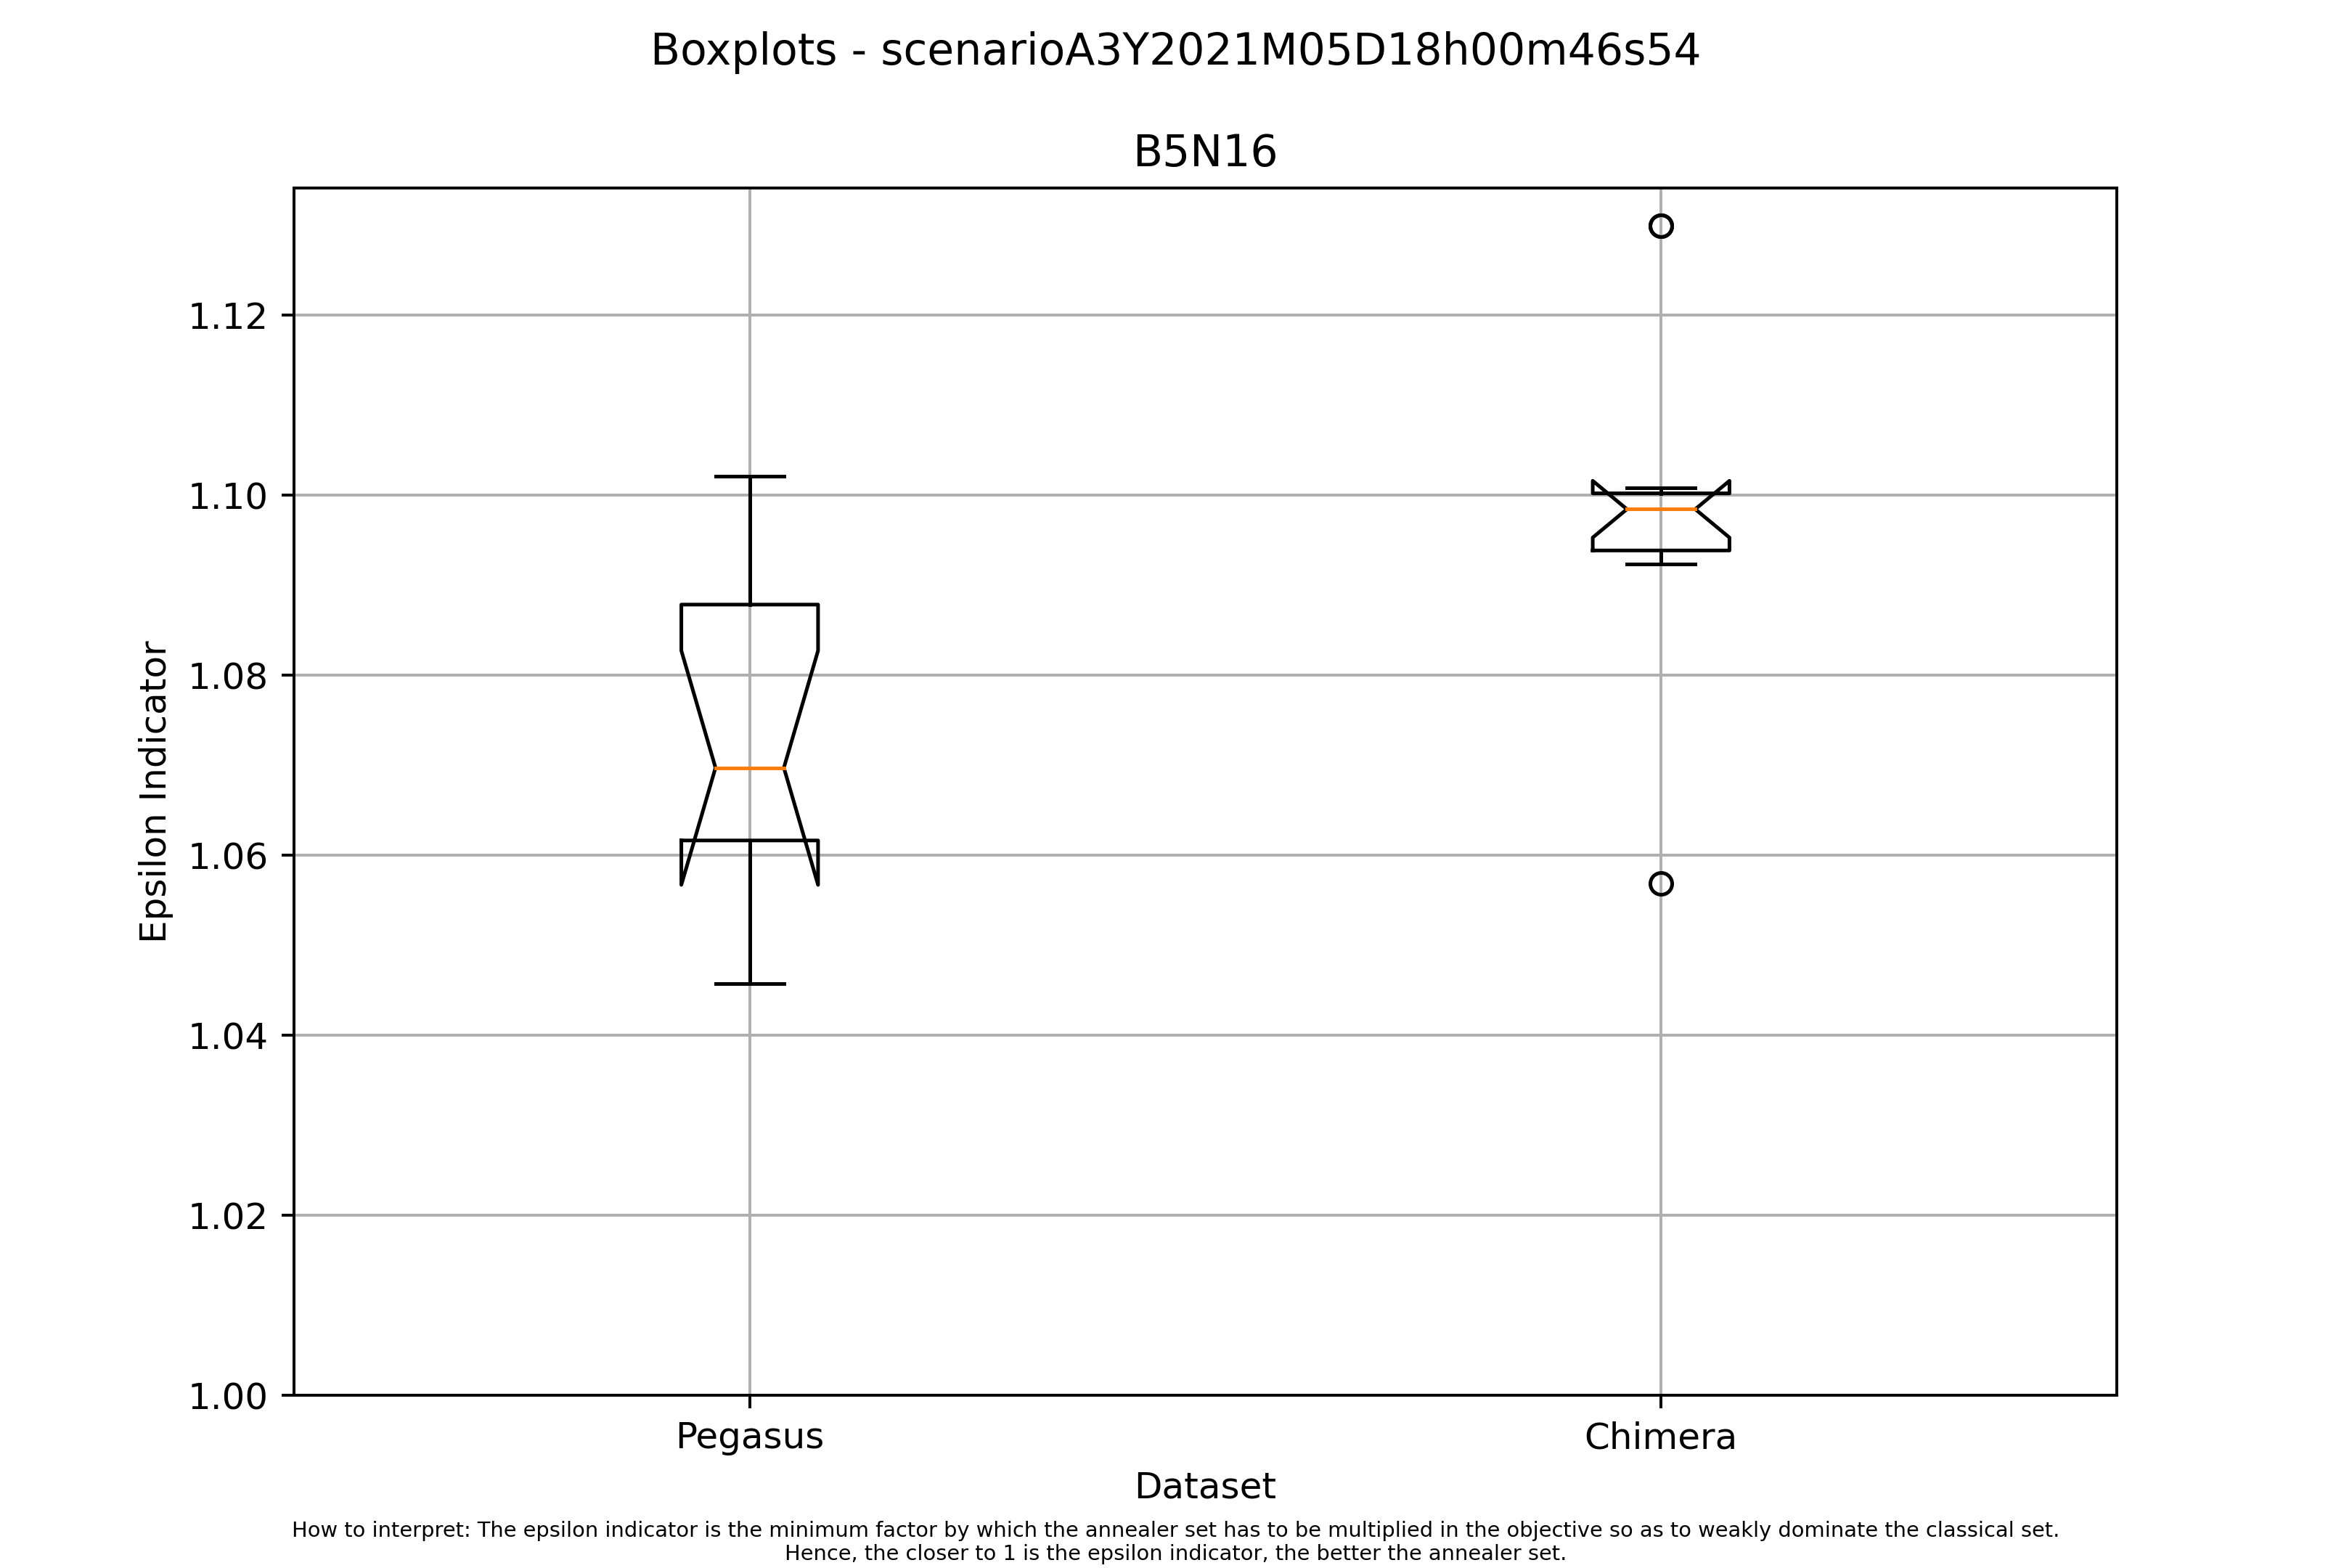 Boxplots - scenarioA3Y2021M05D18h00m46s54
B5N16
1.12
1.10
1.08
1.06
1.04
1.02
1.00
Epsilon Indicator
Pegasus
Chimera
Dataset
How to interpret: The epsilon indicator is the minimum factor by which the annealer set has to be multiplied in the objective so as to weakly dominate the classical set.
Hence, the closer to 1 is the epsilon indicator, the better the annealer set.